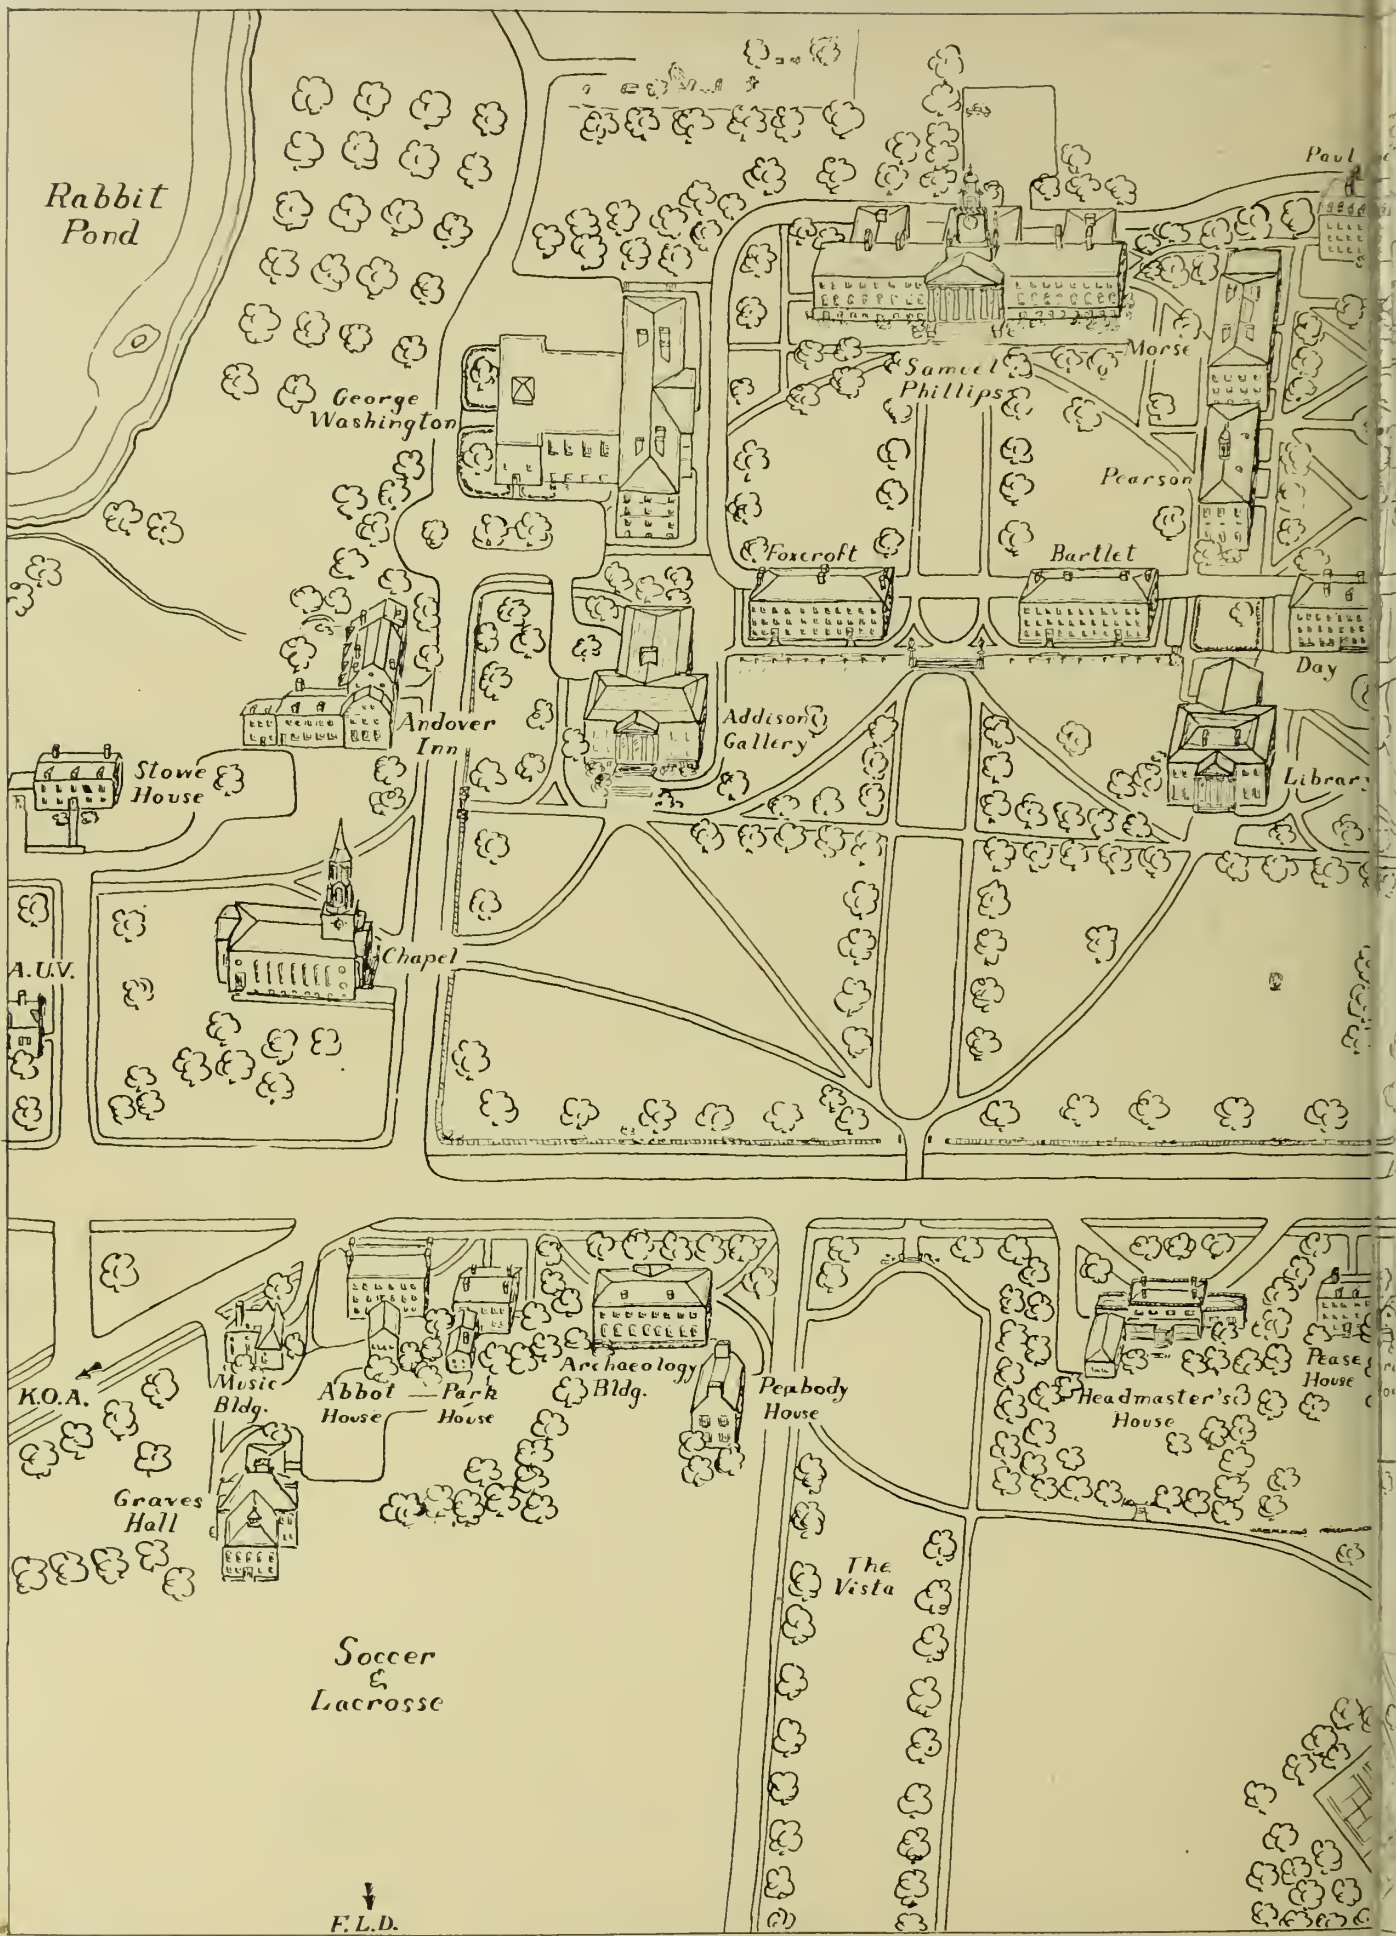 Paul
Rabbit
Pond
Morse
Samuel
Phillips
George
Washington
Pearson
Foxcroft
Bartlet
Day
Addison
Gallery
Andover
Inn
Stowe
House
Library
Chapel
A.U.V.
K.O.A.
Music
Bldg.
Abbot
House
Park
House
Archaeology
Bldg.
Peabody
House
Headmaster's
House
Pease
House
Graves
Hall
The
Vista
Soccer
&
Lacrosse
F.L.D.